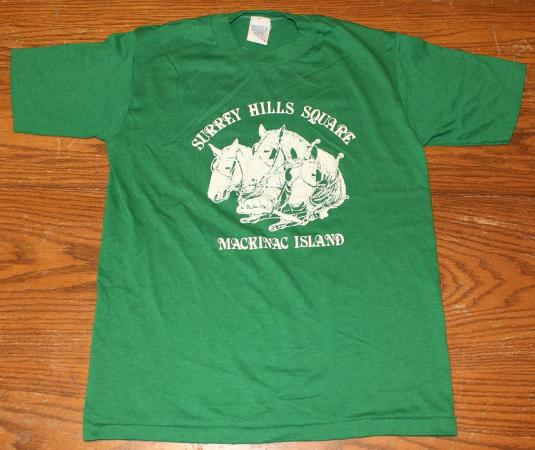 SURREY HILLS SQUARE
MACKINAC ISLAND